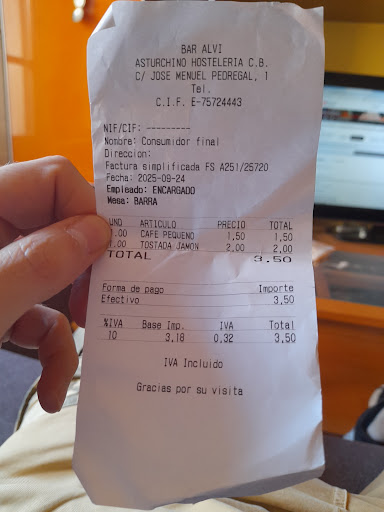 BAR ALVI
ASTURCHINO HOSTELERIA C.B.
C/ JOSE MENUEL PEDREGAL, 1
Tel.
C.I.F. E-75724443
NIF/CIF: ---------
Nombre: Consumidor final
Direccion:
Factura simplificada FS A251/25720
Fecha: 2025-09-24
Empleado: ENCARGADO
Mesa: BARRA
UND ARTICULO PRECIO TOTAL
1.00 CAFE PEQUENO 1,50 1,50
1.00 TOSTADA JAMON 2,00 2,00
TOTAL 3.50
Forma de pago Importe
Efectivo 3,50
%IVA Base Imp. IVA Total
10 3,18 0,32 3,50
IVA Incluido
Gracias por su visita